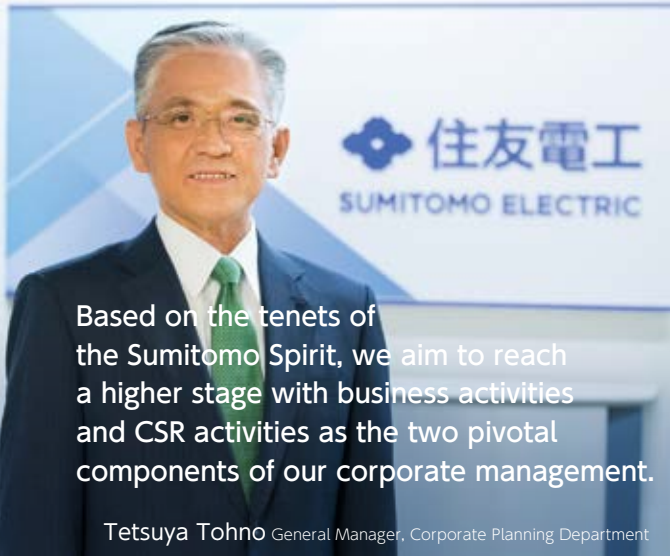 住友電工
SUMITOMO ELECTRIC
Based on the tenets of
the Sumitomo Spirit, we aim to reach
a higher stage with business activities
and CSR activities as the two pivotal
components of our corporate management.
Tetsuya Tohno General Manager, Corporate Planning Department